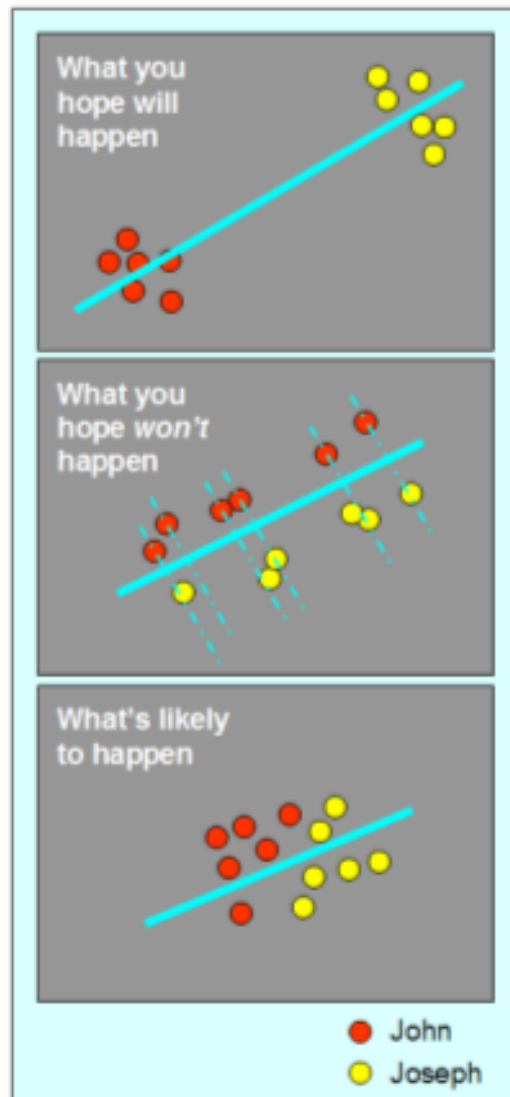 What you
hope will
happen
What you
hope won't
happen
What's likely
to happen
John
Joseph